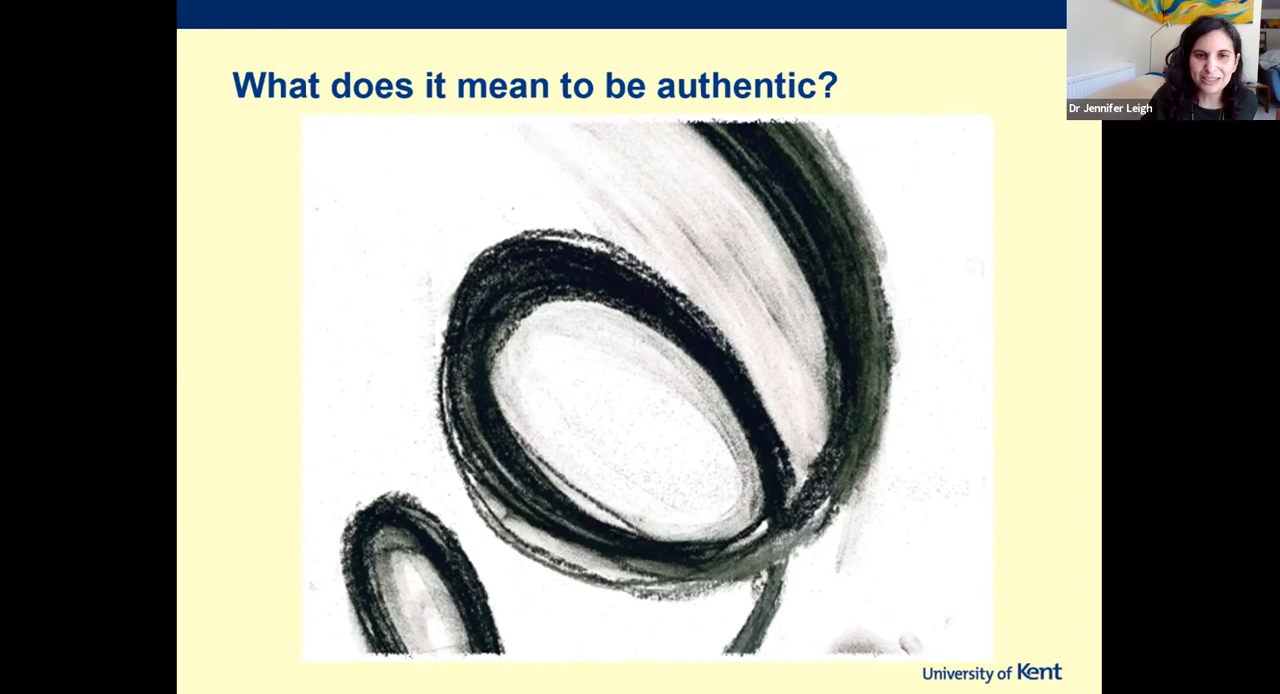 What does it mean to be authentic?
Dr Jennifer Leigh
University of Kent